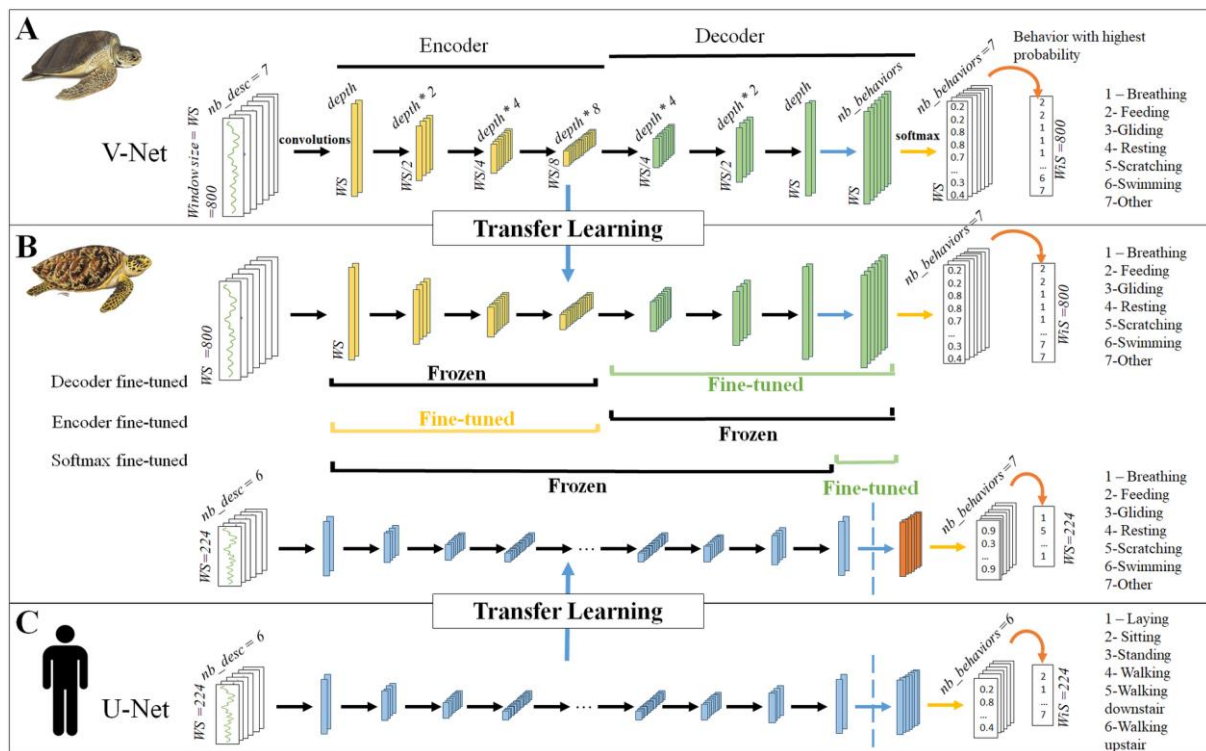 A
Encoder
Decoder
Behavior with highest
probability
V-Net
Window size = WS
=800
nb_desc = 7
convolutions
depth
WS
depth * 2
WS/2
depth * 4
WS/4
depth * 8
WS/8
depth * 4
WS/4
depth * 2
WS/2
depth
WS
nb_behaviors
WS
softmax
nb_behaviors =7
WS
0.2
0.2
0.8
0.8
0.7
...
0.3
0.4
2
2
1
1
1
...
6
7
WiS =800
1 – Breathing
2- Feeding
3-Gliding
4- Resting
5-Scratching
6-Swimming
7-Other
Transfer Learning
B
WS =800
WS
nb_behaviors =7
0.2
0.2
0.8
0.8
0.7
...
0.3
0.4
2
2
1
1
1
...
7
7
WiS =800
1 – Breathing
2- Feeding
3-Gliding
4- Resting
5-Scratching
6-Swimming
7-Other
Decoder fine-tuned
Frozen
Fine-tuned
Encoder fine-tuned
Fine-tuned
Frozen
Softmax fine-tuned
Frozen
Fine-tuned
nb_desc = 6
WS=224
...
nb_behaviors =7
0.9
0.3
...
0.9
1
5
...
1
WS=224
1 – Breathing
2- Feeding
3-Gliding
4- Resting
5-Scratching
6-Swimming
7-Other
Transfer Learning
C
U-Net
nb_desc = 6
WS=224
...
nb_behaviors =6
0.2
0.8
...
0.4
2
1
...
7
WiS =224
1 – Laying
2- Sitting
3-Standing
4- Walking
5-Walking
downstair
6-Walking
upstair